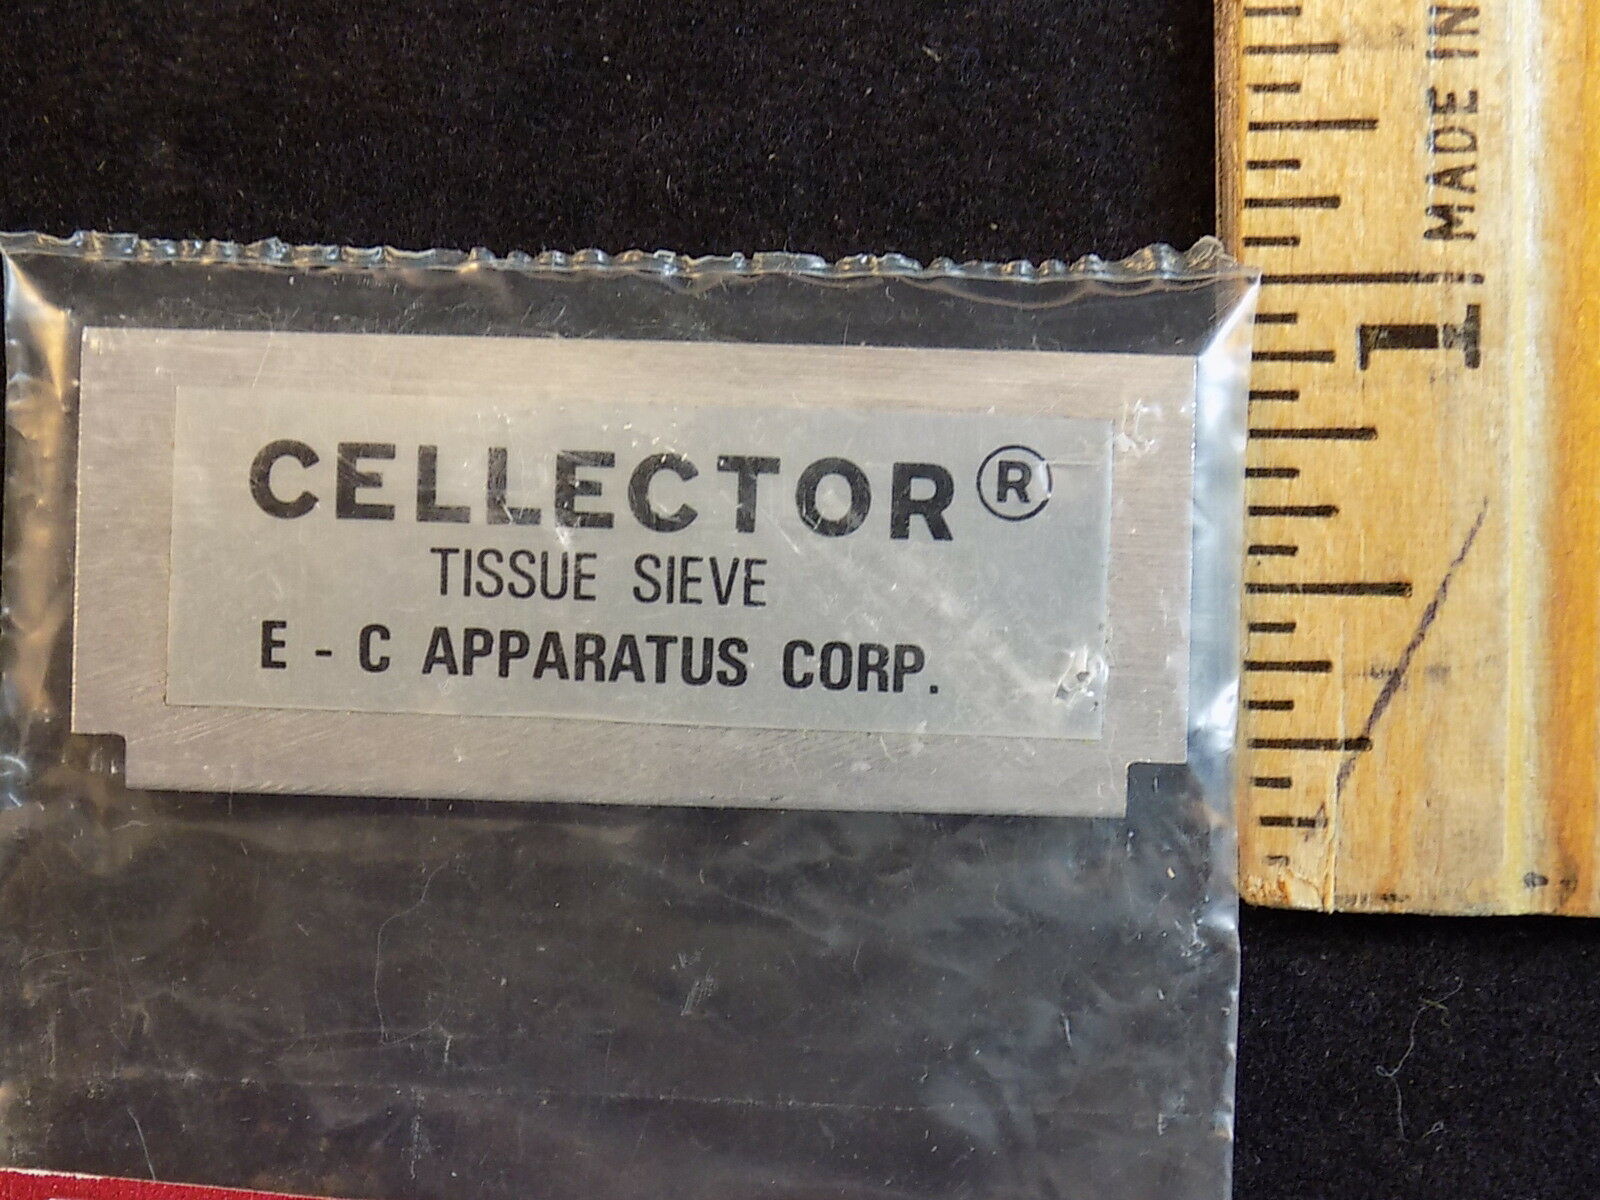 CELLECTOR®
TISSUE SIEVE
E - C APPARATUS CORP.
1
MADE IN